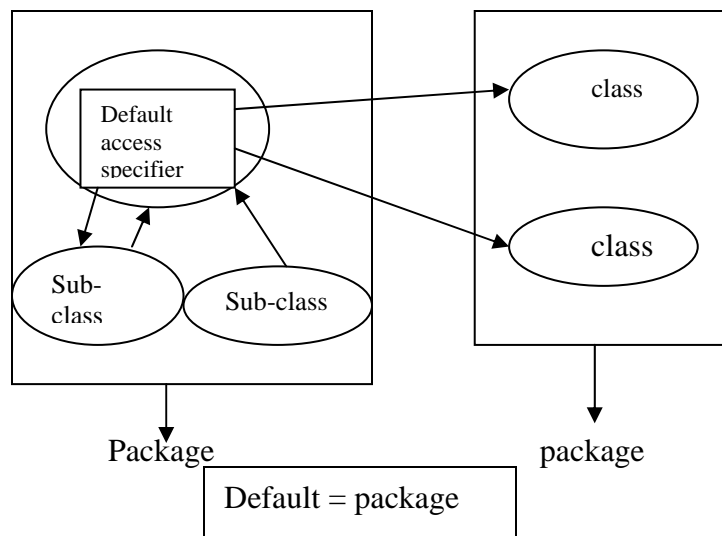 Default
access
specifier
class
class
Sub-
class
Sub-class
Package
package
Default = package